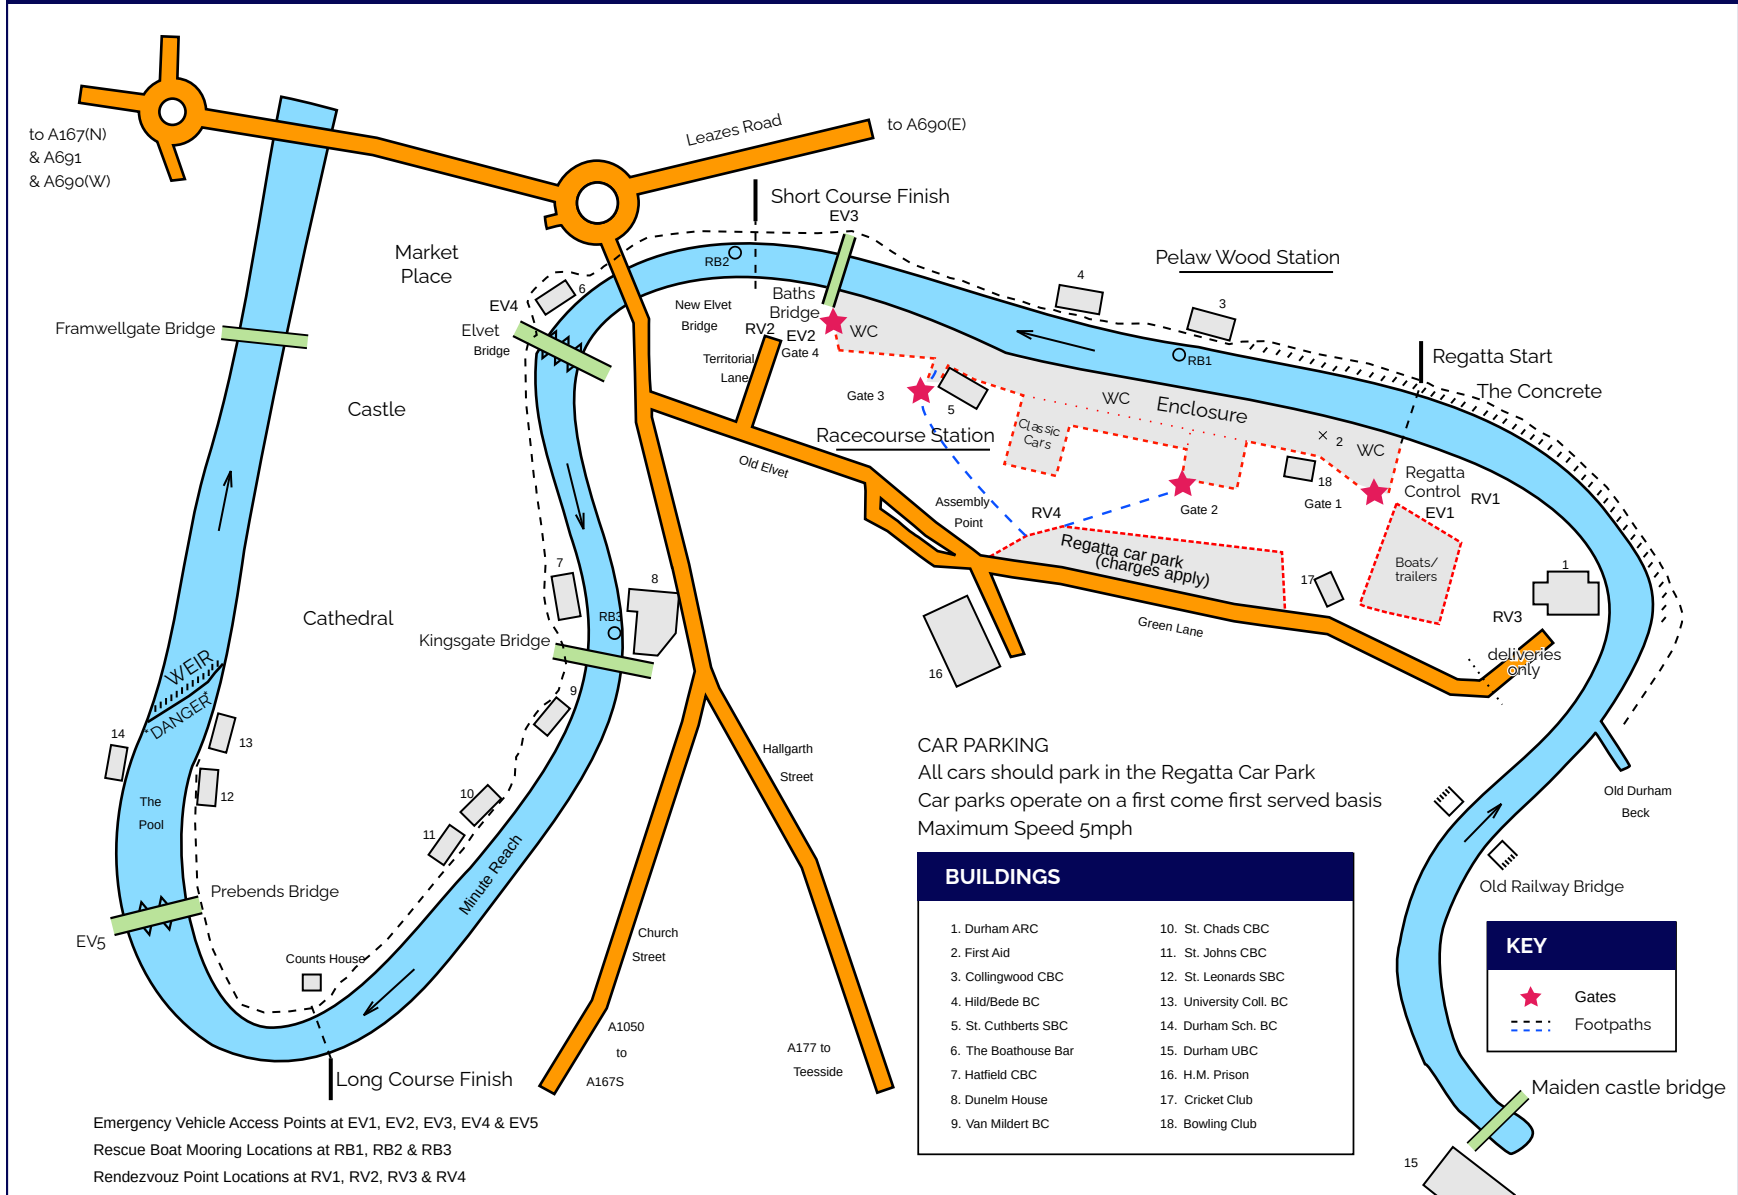 to A167(N)
& A691
& A690(W)
Leazes Road
to A690(E)
Short Course Finish
EV3
Market
Place
RB2
Pelaw Wood Station
4
3
6
EV4
Elvet
Bridge
New Elvet
Bridge
Baths
Bridge
RV2
EV2
Gate 4
WC
Framwellgate Bridge
Territorial
Lane
RB1
Regatta Start
The Concrete
Castle
Gate 3
5
WC
Enclosure
Classic
Cars
2
WC
Racecourse Station
Old Elvet
18
Regatta
Control
RV1
EV1
Gate 1
Gate 2
Assembly
Point
RV4
Regatta car park
(charges apply)
Boats/
trailers
1
17
7
8
RB3
RV3
Cathedral
Kingsgate Bridge
Green Lane
deliveries
only
16
9
WEIR
*DANGER*
14
13
12
The
Pool
10
11
Minute Reach
Hallgarth
Street
CAR PARKING
All cars should park in the Regatta Car Park
Car parks operate on a first come first served basis
Maximum Speed 5mph
Old Durham
Beck
Old Railway Bridge
Prebends Bridge
EV5
Counts House
Church
Street
A1050
to
A167S
A177 to
Teesside
Long Course Finish
BUILDINGS
1. Durham ARC
2. First Aid
3. Collingwood CBC
4. Hild/Bede BC
5. St. Cuthberts SBC
6. The Boathouse Bar
7. Hatfield CBC
8. Dunelm House
9. Van Mildert BC
10. St. Chads CBC
11. St. Johns CBC
12. St. Leonards SBC
13. University Coll. BC
14. Durham Sch. BC
15. Durham UBC
16. H.M. Prison
17. Cricket Club
18. Bowling Club
KEY
Gates
Footpaths
Maiden castle bridge
15
Emergency Vehicle Access Points at EV1, EV2, EV3, EV4 & EV5
Rescue Boat Mooring Locations at RB1, RB2 & RB3
Rendezvouz Point Locations at RV1, RV2, RV3 & RV4